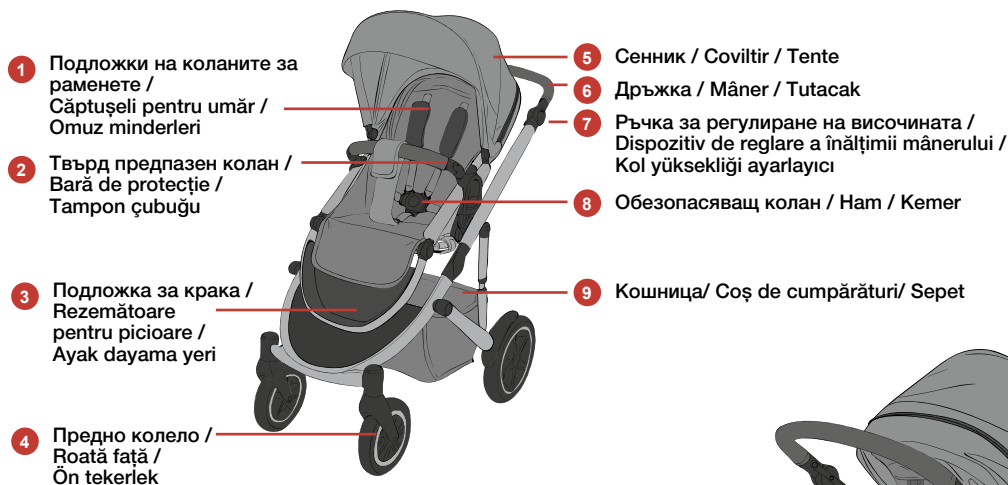 1
Подложки на коланите за
раменете /
Căptușeli pentru umăr /
Omuz minderleri
2
Твърд предпазен колан /
Bară de protecție /
Tampon çubuğu
3
Подложка за крака /
Rezemătoare
pentru picioare /
Ayak dayama yeri
4
Предно колело /
Roată față /
Ön tekerlek
5
Сенник / Coviltir / Tente
6
Дръжка / Mâner / Tutacak
7
Ръчка за регулиране на височината /
Dispozitiv de reglare a înălțimii mânerului /
Kol yüksekliği ayarlayıcı
8
Обезопасяващ колан / Ham / Kemer
9
Кошница/ Coș de cumpărături/ Sepet